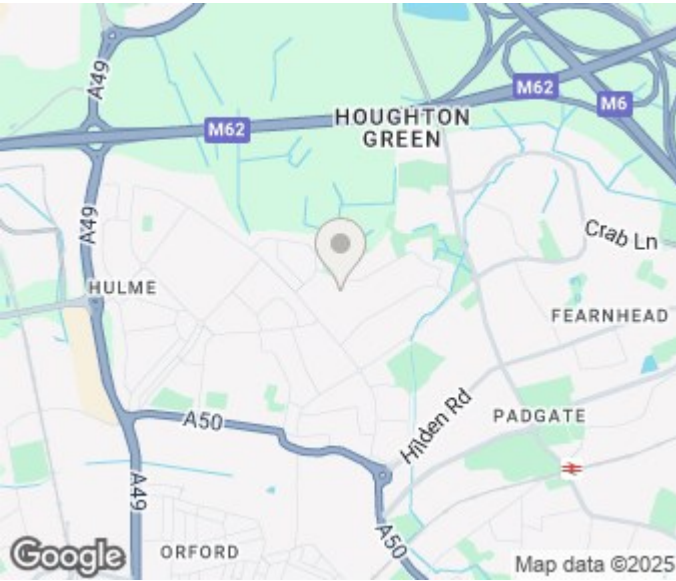 A49
M62
M6
M62
HOUGHTON
GREEN
A49
Crab Ln
HULME
FEARNHEAD
Hilden Rd
PADGATE
A50
A49
A50
ORFORD
Google
Map data ©2025